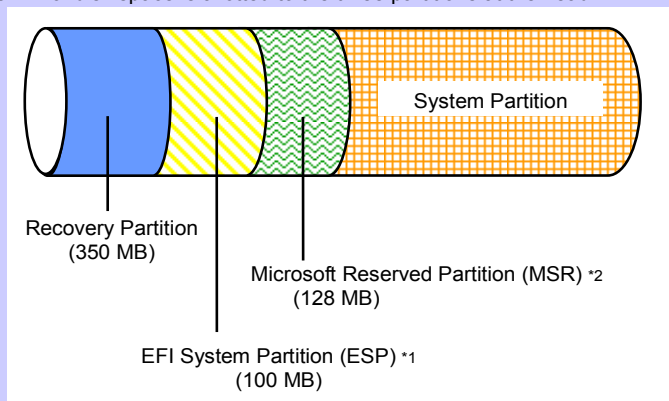 System Partition
Recovery Partition
(350 MB)
Microsoft Reserved Partition (MSR) *2
(128 MB)
EFI System Partition (ESP) *1
(100 MB)